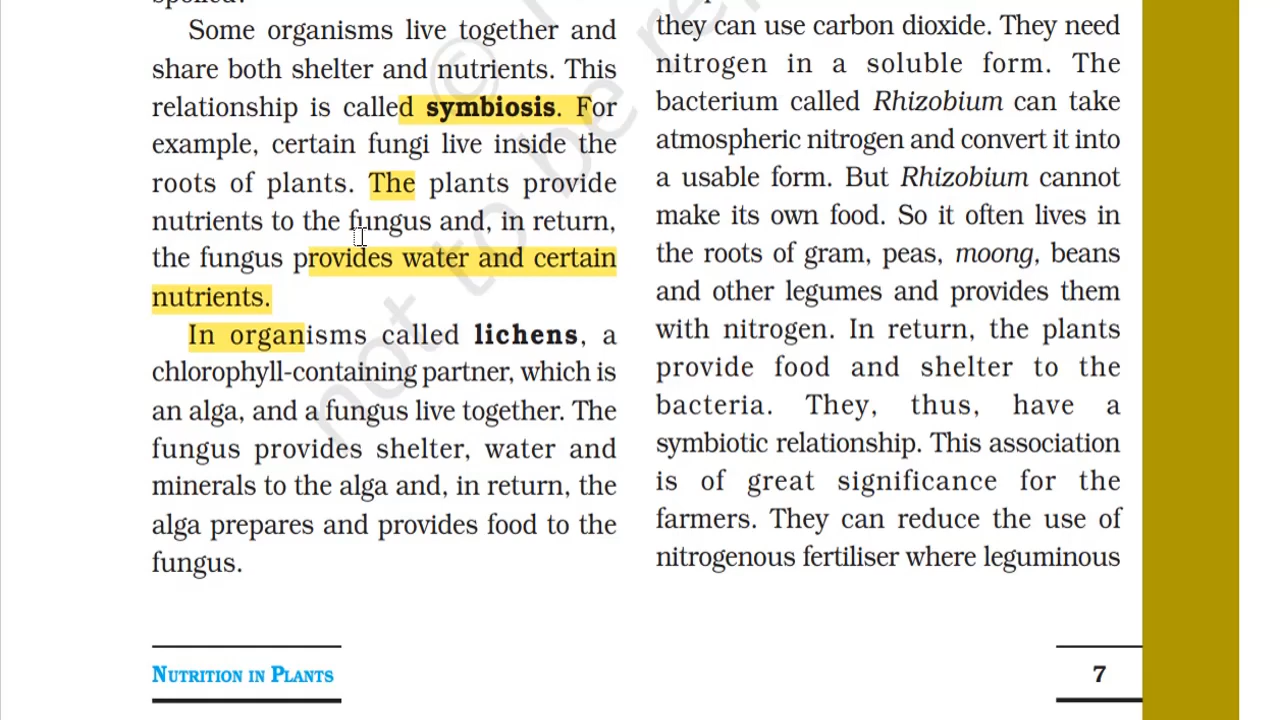 Some organisms live together and
share both shelter and nutrients. This
relationship is called symbiosis. For
example, certain fungi live inside the
roots of plants. The plants provide
nutrients to the fungus and, in return,
the fungus provides water and certain
nutrients.
In organisms called lichens, a
chlorophyll-containing partner, which is
an alga, and a fungus live together. The
fungus provides shelter, water and
minerals to the alga and, in return, the
alga prepares and provides food to the
fungus.
they can use carbon dioxide. They need
nitrogen in a soluble form. The
bacterium called Rhizobium can take
atmospheric nitrogen and convert it into
a usable form. But Rhizobium cannot
make its own food. So it often lives in
the roots of gram, peas, moong, beans
and other legumes and provides them
with nitrogen. In return, the plants
provide food and shelter to the
bacteria. They, thus, have a
symbiotic relationship. This association
is of great significance for the
farmers. They can reduce the use of
nitrogenous fertiliser where leguminous
NUTRITION IN PLANTS
7
not to be